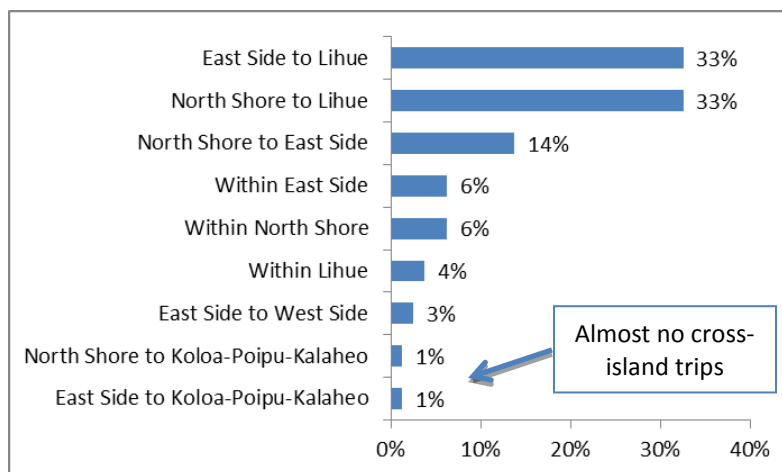 East Side to Lihue 33%
North Shore to Lihue 33%
North Shore to East Side 14%
Within East Side 6%
Within North Shore 6%
Within Lihue 4%
East Side to West Side 3%
North Shore to Koloa-Poipu-Kalaheo 1%
East Side to Koloa-Poipu-Kalaheo 1%
Almost no cross-
island trips
0% 10% 20% 30% 40%